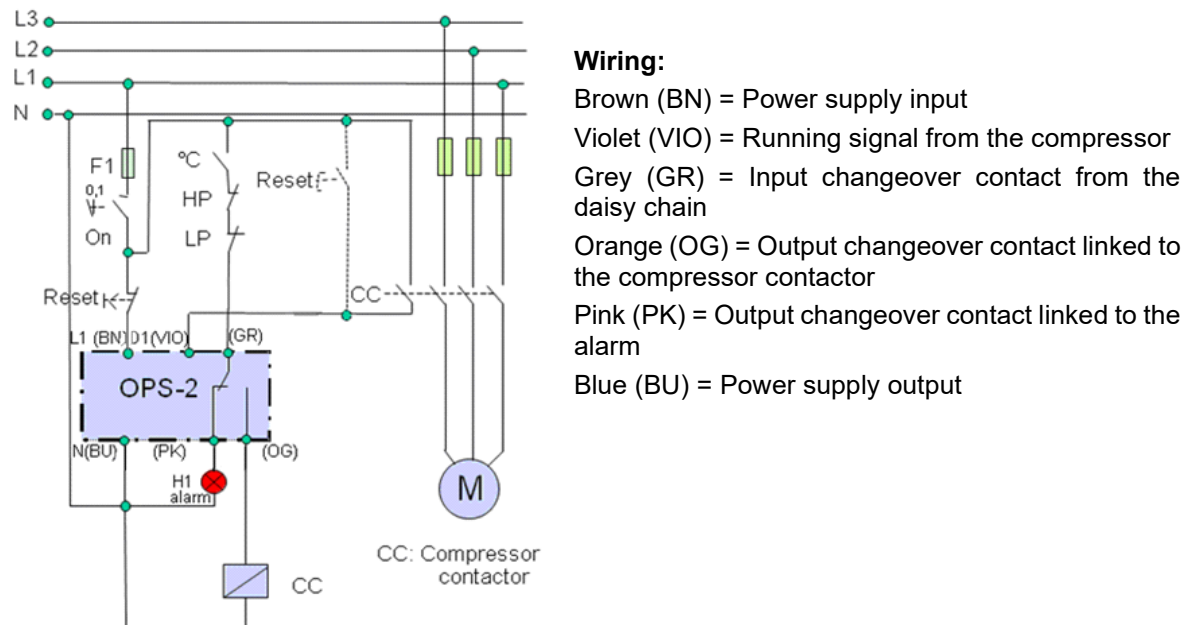 L3
L2
L1
N
F1
0,1
On
°C
HP
LP
Reset
Reset
CC
L1 (BN)
D1(VIO)
(GR)
OPS-2
N(BU)
(PK)
(OG)
H1
alarm
M
CC: Compressor
contactor
CC
Wiring:
Brown (BN) = Power supply input
Violet (VIO) = Running signal from the compressor
Grey (GR) = Input changeover contact from the
daisy chain
Orange (OG) = Output changeover contact linked to
the compressor contactor
Pink (PK) = Output changeover contact linked to the
alarm
Blue (BU) = Power supply output